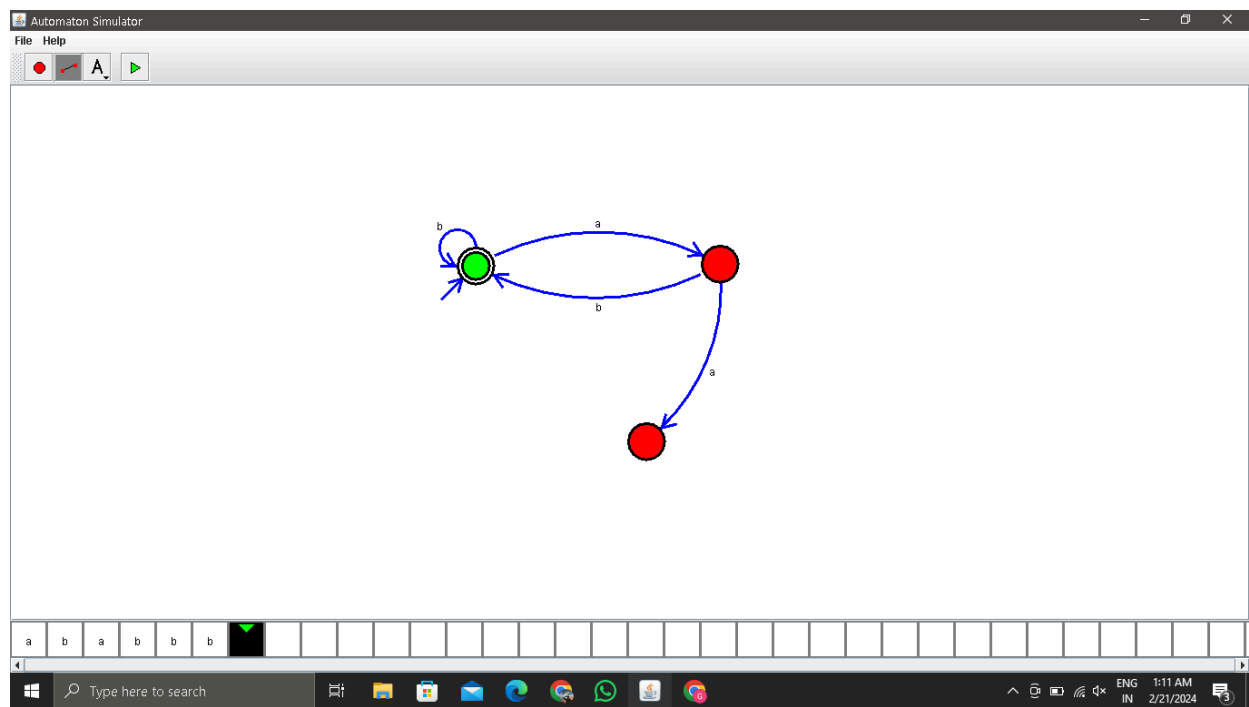 Automaton Simulator
File Help
A
b
a
b
a
a b a b b b
Type here to search
G
ENG 1:11 AM
IN 2/21/2024
3